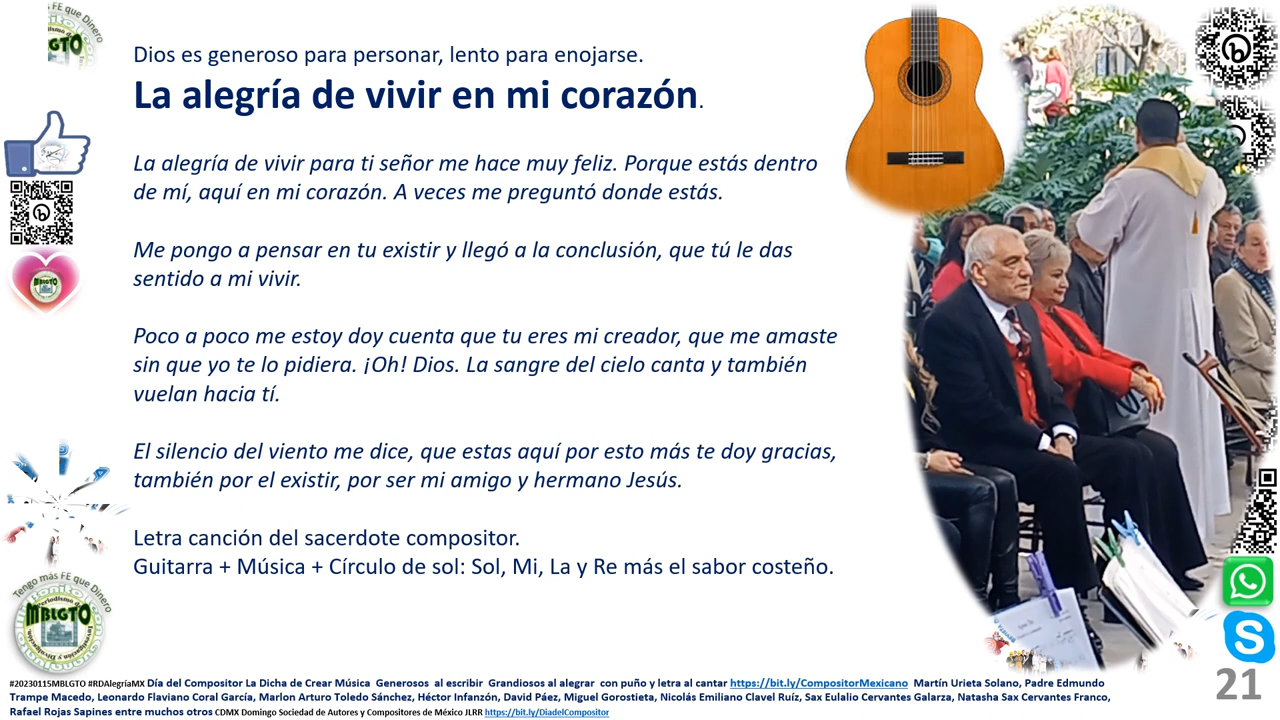 Dios es generoso para personar, lento para enojarse.
La alegría de vivir en mi corazón.
La alegría de vivir para ti señor me hace muy feliz. Porque estás dentro
de mí, aquí en mi corazón. A veces me preguntó donde estás.
Me pongo a pensar en tu existir y llegó a la conclusión, que tú le das
sentido a mi vivir.
Poco a poco me estoy doy cuenta que tu eres mi creador, que me amaste
sin que yo te lo pidiera. ¡Oh! Dios. La sangre del cielo canta y también
vuelan hacia tí.
El silencio del viento me dice, que estas aquí por esto más te doy gracias,
también por el existir, por ser mi amigo y hermano Jesús.
Letra canción del sacerdote compositor.
Guitarra + Música + Círculo de sol: Sol, Mi, La y Re más el sabor costeño.
FE que Dinero
GTO
MBLGTO
Tengo más FE que Dinero
MBLGTO
S
21
#20230115MBLGTO #RDAlegríaMX Día del Compositor La Dicha de Crear Música Generosos al escribir Grandiosos al alegrar con puño y letra al cantar https://bit.ly/CompositorMexicano Martín Urieta Solano, Padre Edmundo
Trampe Macedo, Leonardo Flaviano Coral García, Marlon Arturo Toledo Sánchez, Héctor Infanzón, David Páez, Miguel Gorostieta, Nicolás Emiliano Clavel Ruíz, Sax Eulalio Cervantes Galarza, Natasha Sax Cervantes Franco,
Rafael Rojas Sapines entre muchos otros CDMX Domingo Sociedad de Autores y Compositores de México JLRR https://bit.ly/DiadelCompositor